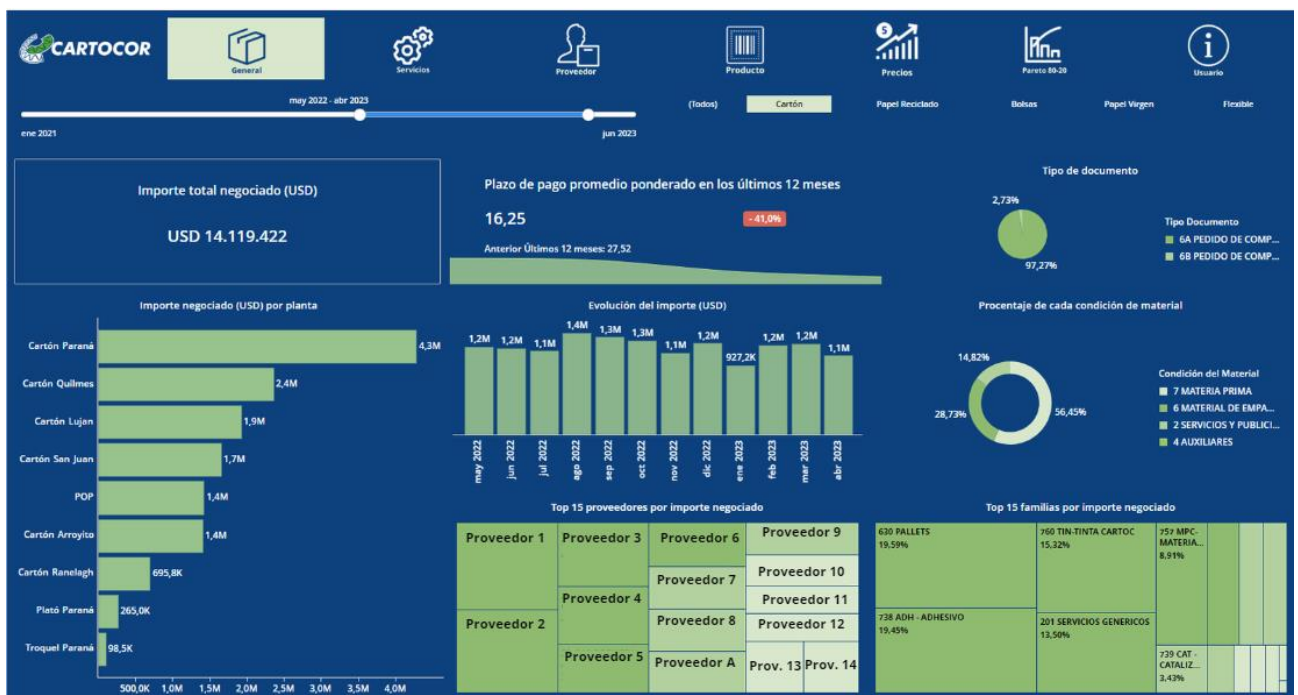 CARTOCOR
General
Servicios
Proveedor
Producto
Precios
Pareto 80-20
Usuario
may 2022 - abr 2023
ene 2021
jun 2023
(Todos)
Cartón
Papel Reciclado
Bolsas
Papel Virgen
Flexible
Importe total negociado (USD)
USD 14.119.422
Plazo de pago promedio ponderado en los últimos 12 meses
16,25
- 41,0%
Anterior Últimos 12 meses: 27,52
Tipo de documento
2,73%
97,27%
Tipo Documento
6A PEDIDO DE COMP...
6B PEDIDO DE COMP...
Importe negociado (USD) por planta
Cartón Paraná
4,3M
Cartón Quilmes
2,4M
Cartón Lujan
1,9M
Cartón San Juan
1,7M
POP
1,4M
Cartón Arroyito
1,4M
Cartón Ranelagh
695,8K
Plató Paraná
265,0K
Troquel Paraná
98,5K
500,0K 1,0M 1,5M 2,0M 2,5M 3,0M 3,5M 4,0M
Evolución del importe (USD)
1,2M 1,2M 1,1M 1,4M 1,3M 1,3M 1,1M 1,2M 927,2K 1,2M 1,2M 1,1M
may 2022
jun 2022
jul 2022
ago 2022
sep 2022
oct 2022
nov 2022
dic 2022
ene 2023
feb 2023
mar 2023
abr 2023
Procentaje de cada condición de material
14,82%
28,73%
56,45%
Condición del Material
7 MATERIA PRIMA
6 MATERIAL DE EMPA...
2 SERVICIOS Y PUBLICI...
4 AUXILIARES
Top 15 proveedores por importe negociado
Proveedor 1
Proveedor 2
Proveedor 3
Proveedor 4
Proveedor 5
Proveedor 6
Proveedor 7
Proveedor 8
Proveedor A
Proveedor 9
Proveedor 10
Proveedor 11
Proveedor 12
Prov. 13
Prov. 14
Top 15 familias por importe negociado
630 PALLETS
19,59%
738 ADH - ADHESIVO
19,45%
760 TIN-TINTA CARTOC
15,32%
201 SERVICIOS GENERICOS
13,50%
757 MPC-
MATERIA...
8,91%
739 CAT -
CATALIZ...
3,43%